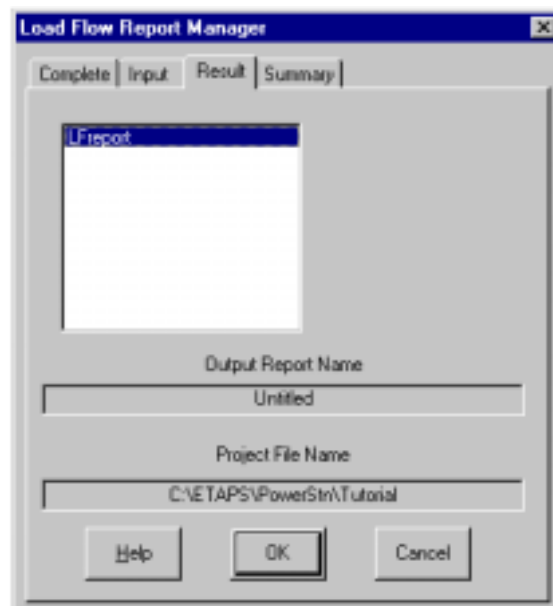 Load Flow Report Manager
Complete Input Result Summary
LFreport
Output Report Name
Untitled
Project File Name
C:\ETAPS\PowerStn\Tutorial
Help OK Cancel